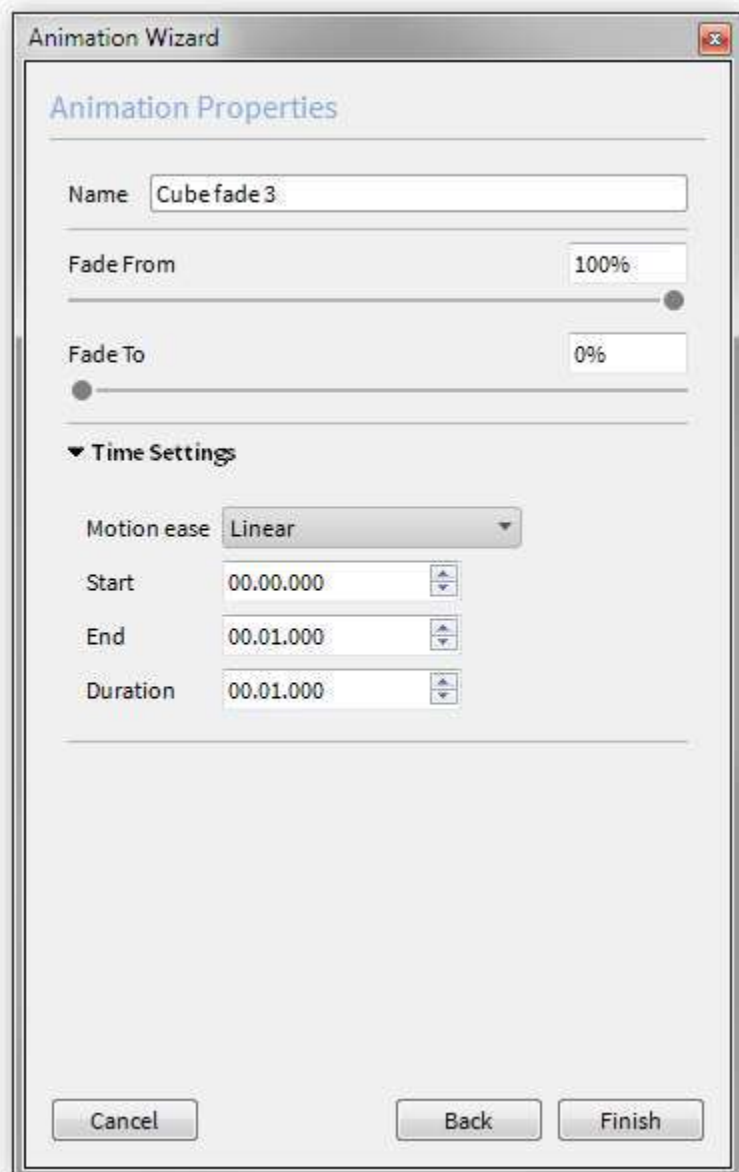 Animation Wizard
Animation Properties
Name Cube fade 3
Fade From 100%
Fade To 0%
Time Settings
Motion ease Linear
Start 00.00.000
End 00.01.000
Duration 00.01.000
Cancel Back Finish